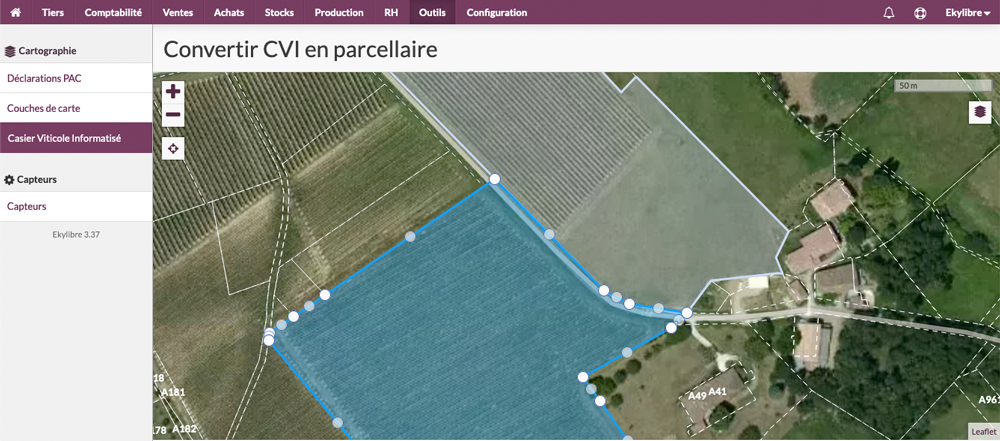 Tiers Comptabilité Ventes Achats Stocks Production RH Outils Configuration Ekylibre
Cartographie
Convertir CVI en parcellaire
Déclarations PAC
Couches de carte
Casier Viticole Informatisé
Capteurs
Capteurs
Ekylibre 3.37
50 m
18
A181
178 A182
A49 A41
A96
Leaflet